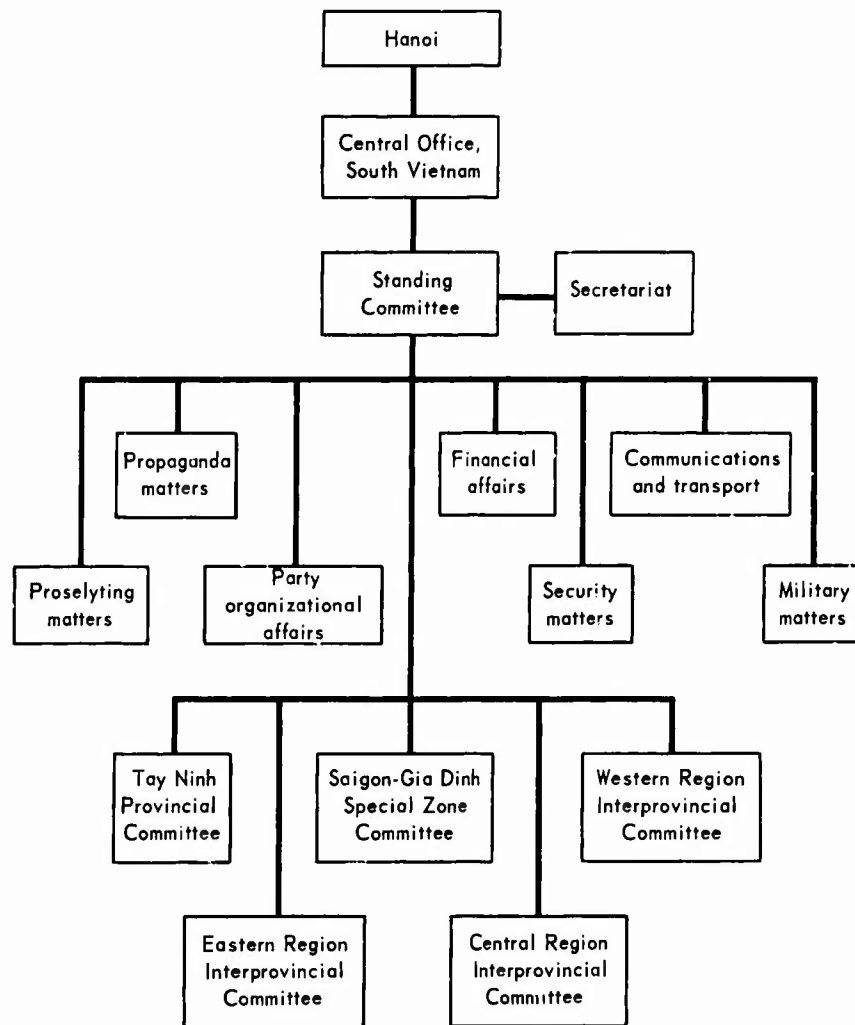 Hanoi
Central Office,
South Vietnam
Standing
Committee
Secretariat
Propaganda
matters
Financial
affairs
Communications
and transport
Proselyting
matters
Party
organizational
affairs
Security
matters
Military
matters
Tay Ninh
Provincial
Committee
Saigon-Gia Dinh
Special Zone
Committee
Western Region
Interprovincial
Committee
Eastern Region
Interprovincial
Committee
Central Region
Interprovincial
Committee